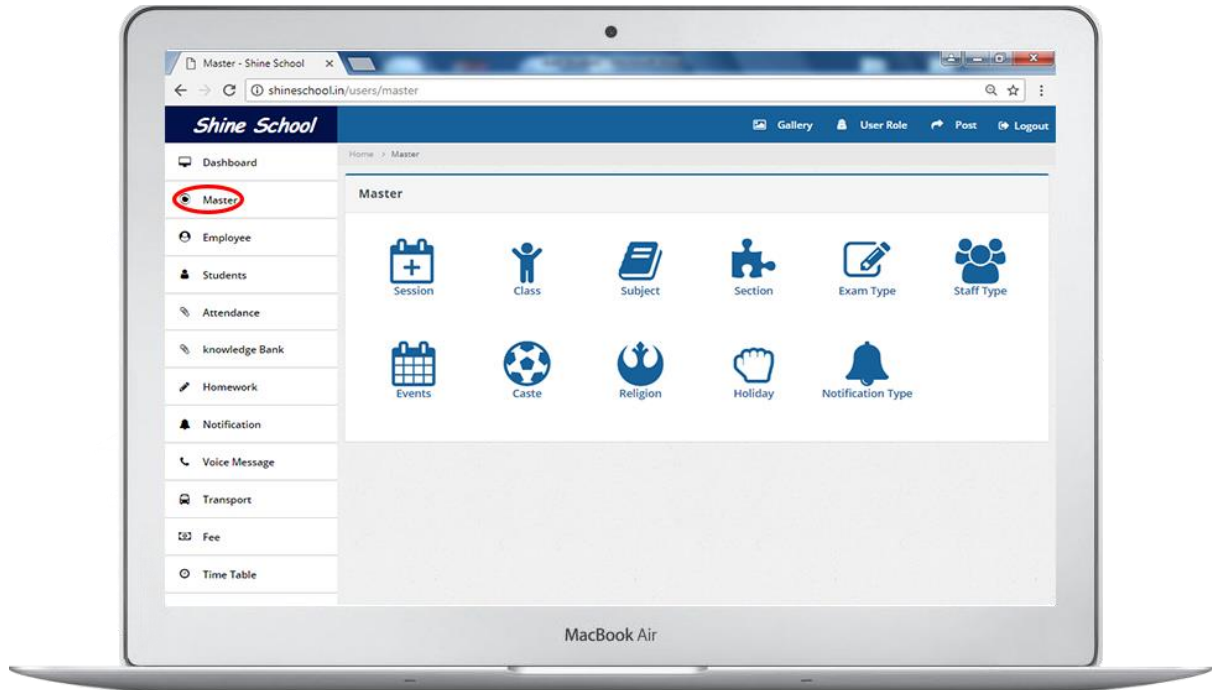 Master - Shine School
shineschool.in/users/master
Shine School
Gallery User Role Post Logout
Dashboard
Master
Employee
Students
Attendance
knowledge Bank
Homework
Notification
Voice Message
Transport
Fee
Time Table
Home > Master
Master
Session Class Subject Section Exam Type Staff Type
Events Caste Religion Holiday Notification Type
MacBook Air